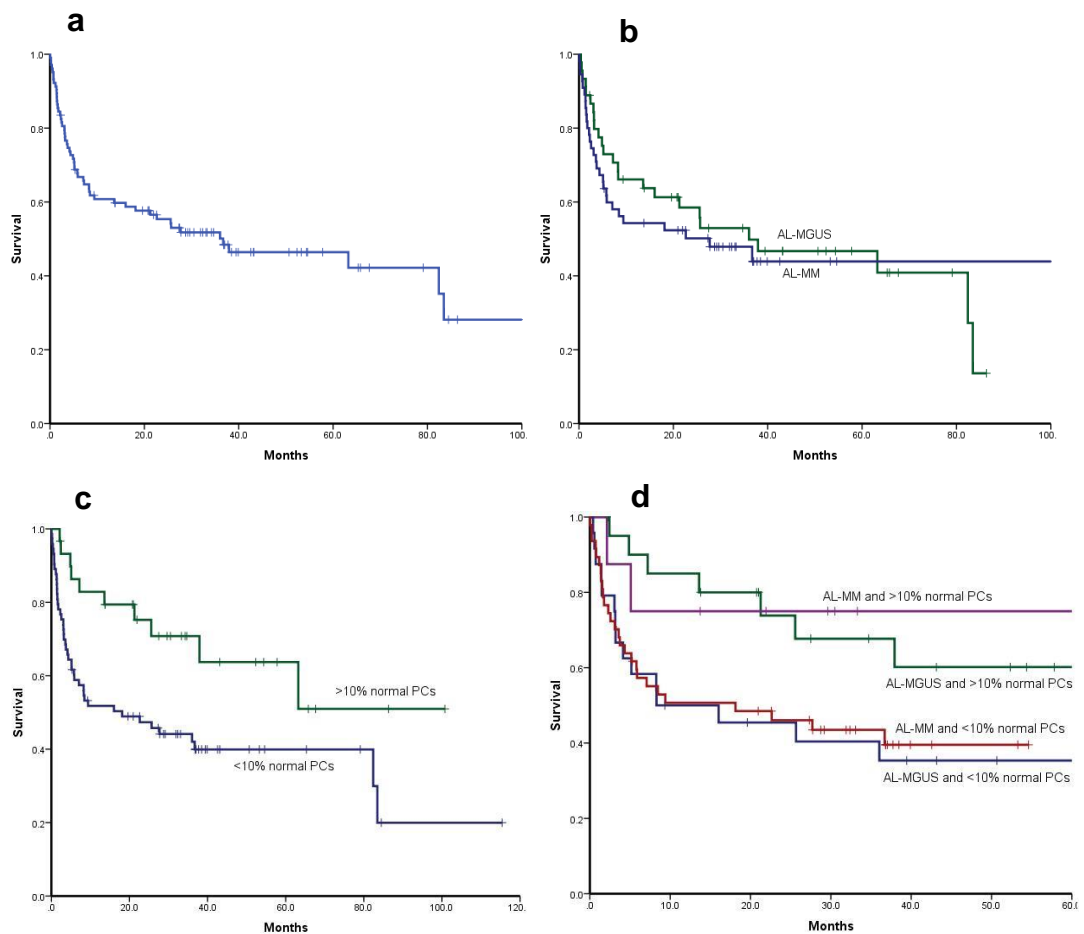 a
1.0
0.8
0.6
0.4
0.2
0.0
Survival
.0 20.0 40.0 60.0 80.0 100.
Months
b
1.0
0.8
0.6
0.4
0.2
0.0
Survival
AL-MGUS
AL-MM
.0 20.0 40.0 60.0 80.0 100.
Months
c
1.0
0.8
0.6
0.4
0.2
0.0
Survival
>10% normal PCs
<10% normal PCs
.0 20.0 40.0 60.0 80.0 100.0 120.
Months
d
1.0
0.8
0.6
0.4
0.2
0.0
Survival
AL-MM and >10% normal PCs
AL-MGUS and >10% normal PCs
AL-MM and <10% normal PCs
AL-MGUS and <10% normal PCs
.0 10.0 20.0 30.0 40.0 50.0 60.0
Months